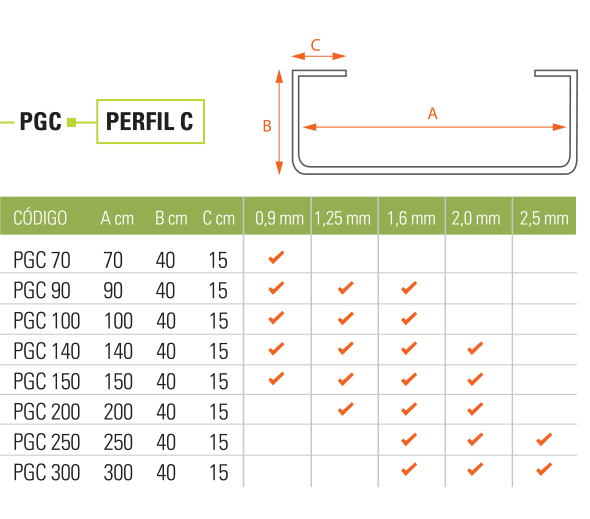 C
B
A
PGC PERFIL C
CÓDIGO A cm B cm C cm 0,9 mm 1,25 mm 1,6 mm 2,0 mm 2,5 mm
PGC 70 70 40 15 ✓
PGC 90 90 40 15 ✓ ✓ ✓
PGC 100 100 40 15 ✓ ✓ ✓
PGC 140 140 40 15 ✓ ✓ ✓ ✓
PGC 150 150 40 15 ✓ ✓ ✓ ✓
PGC 200 200 40 15 ✓ ✓ ✓
PGC 250 250 40 15 ✓ ✓ ✓
PGC 300 300 40 15 ✓ ✓ ✓